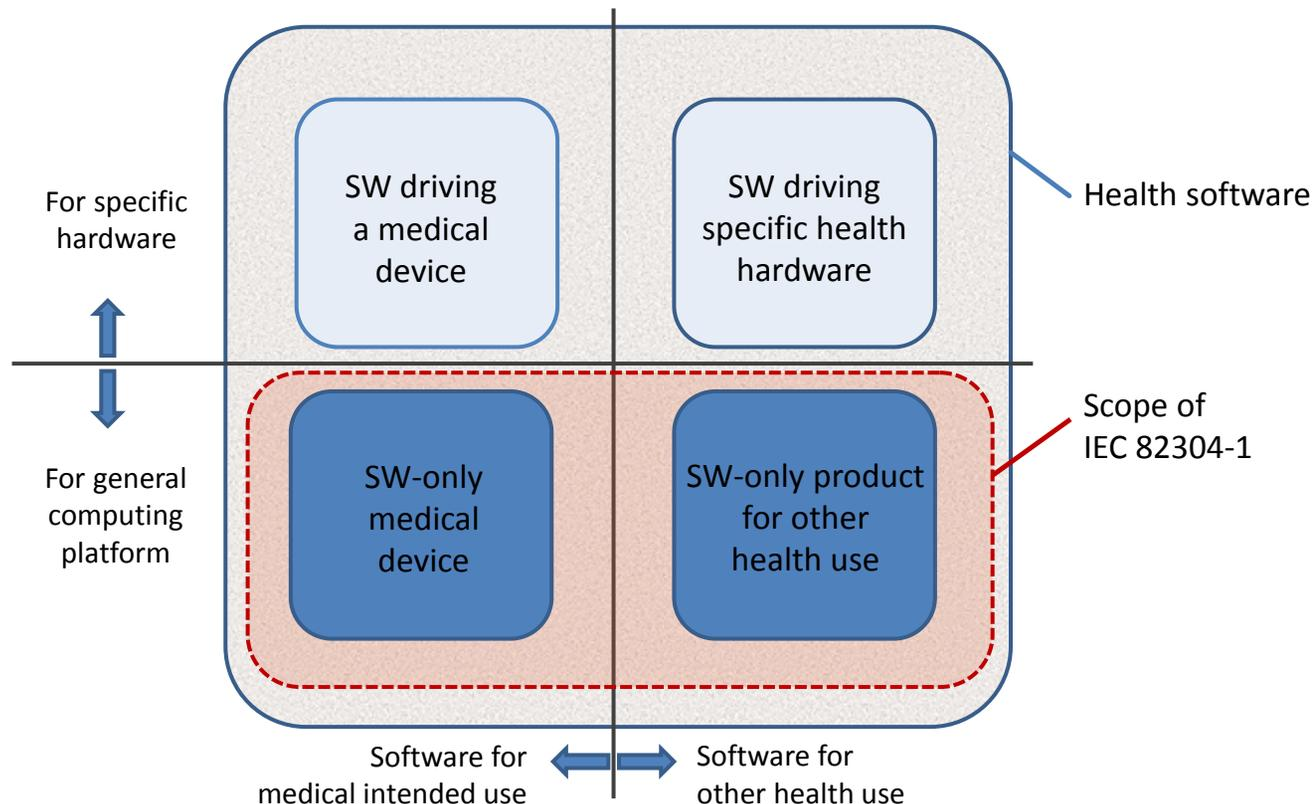 SW driving
a medical
device
SW driving
specific health
hardware
Health software
For specific
hardware
Scope of
IEC 82304-1
For general
computing
platform
SW-only
medical
device
SW-only product
for other
health use
Software for
medical intended use
Software for
other health use